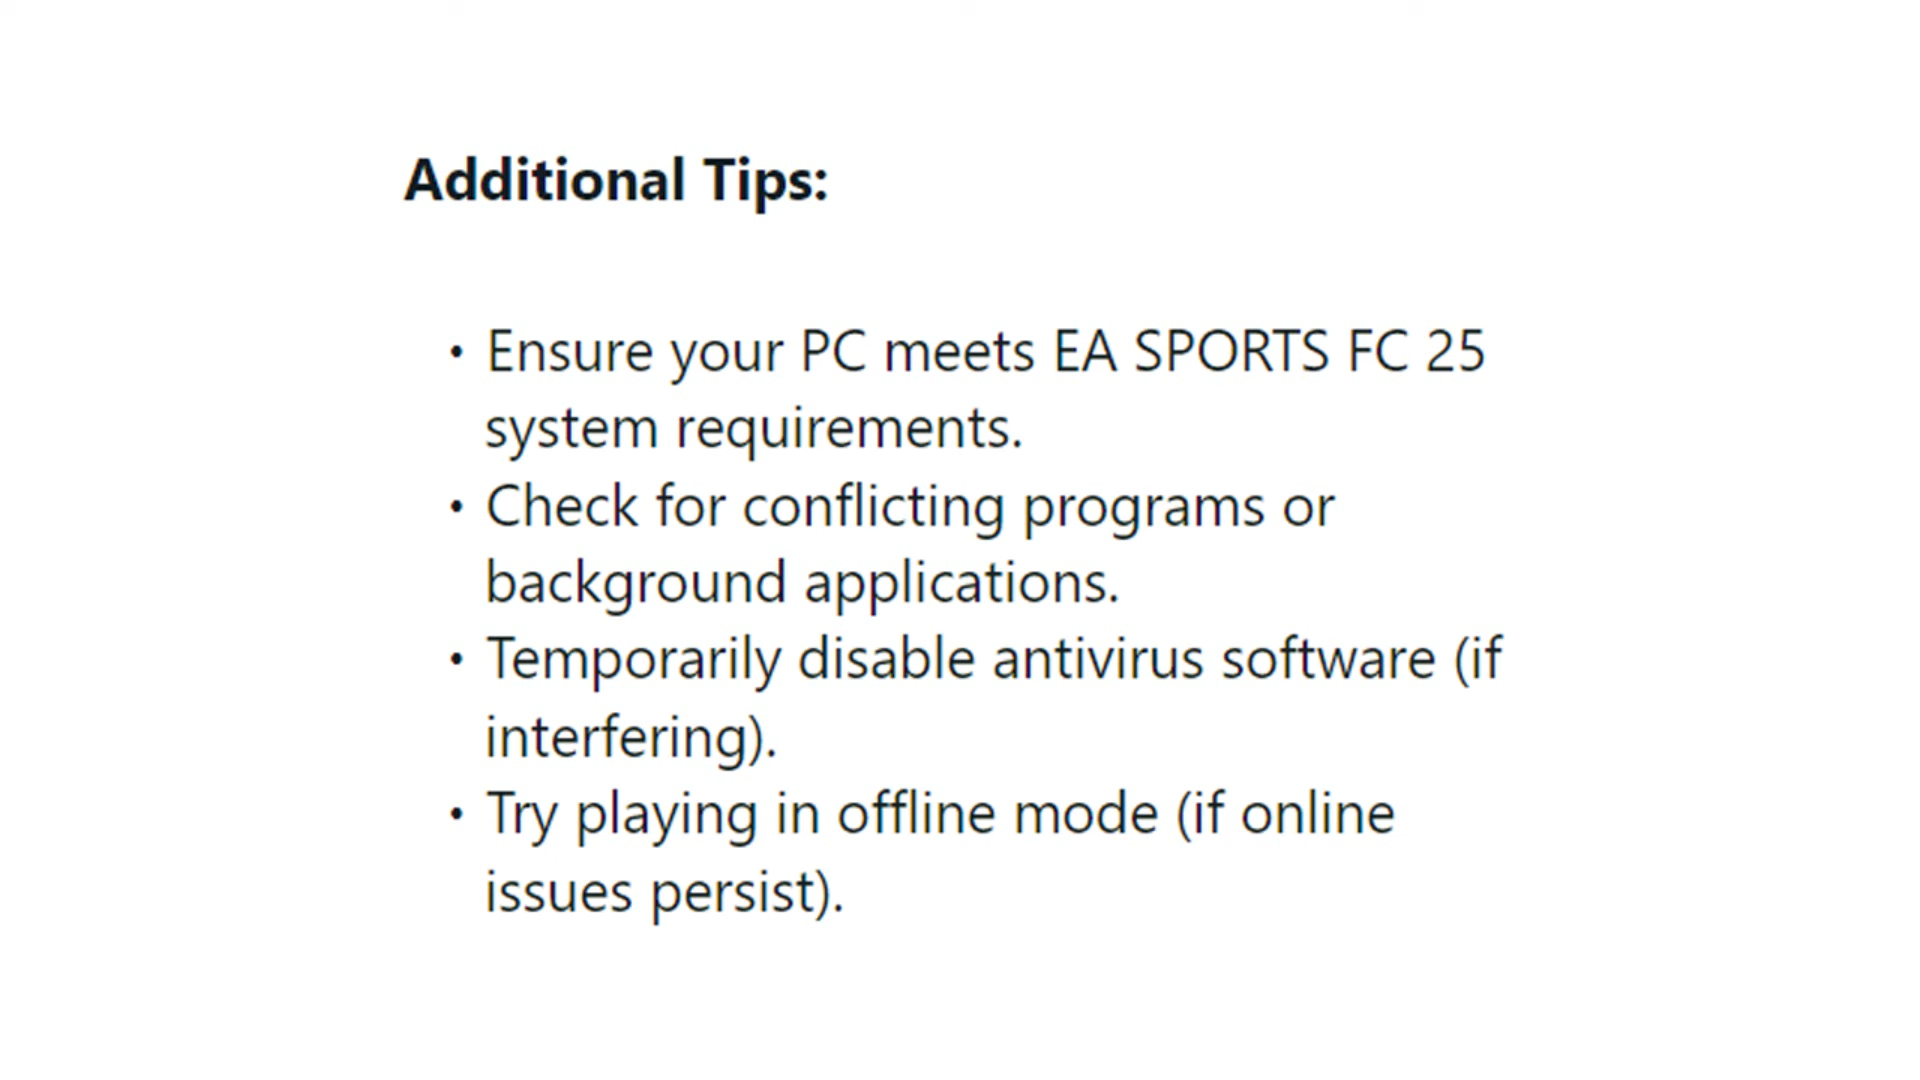 Additional Tips:
• Ensure your PC meets EA SPORTS FC 25
system requirements.
• Check for conflicting programs or
background applications.
• Temporarily disable antivirus software (if
interfering).
• Try playing in offline mode (if online
issues persist).